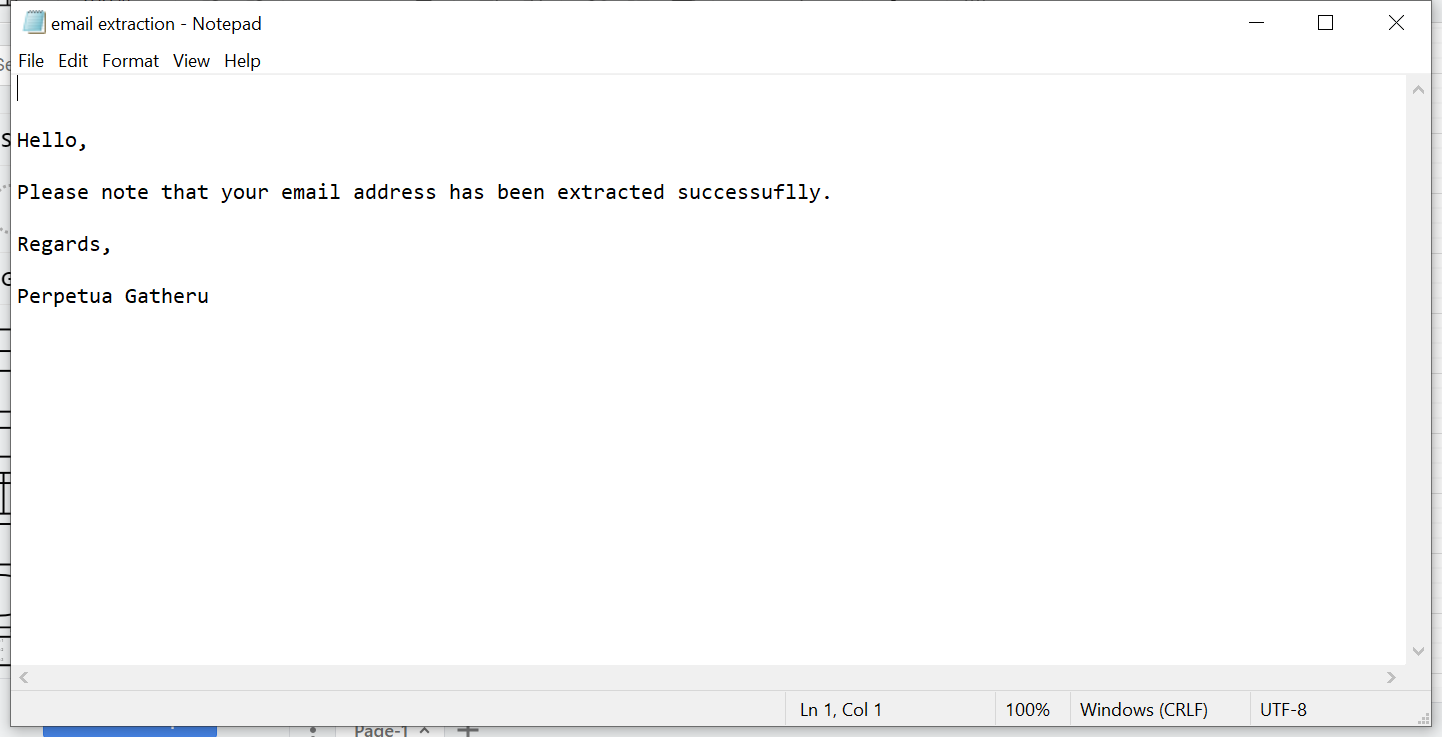 email extraction - Notepad
File Edit Format View Help
Hello,
Please note that your email address has been extracted successuflly.
Regards,
Perpetua Gatheru
Ln 1, Col 1 100% Windows (CRLF) UTF-8
Page-1